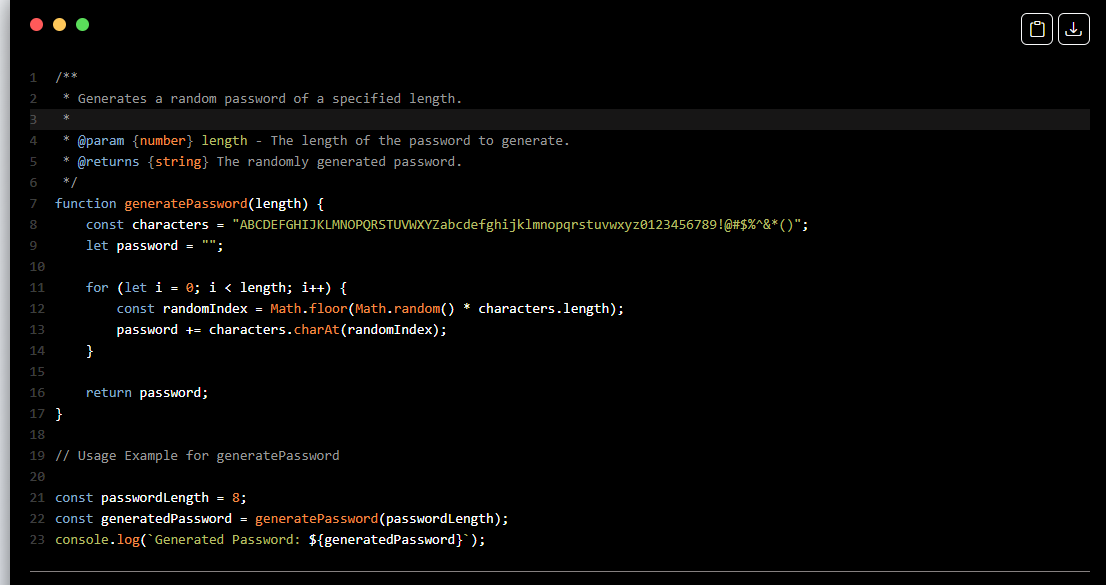 1 /**
2  * Generates a random password of a specified length.
3  *
4  * @param {number} length - The length of the password to generate.
5  * @returns {string} The randomly generated password.
6  */
7 function generatePassword(length) {
8     const characters = "ABCDEFGHIJKLMNOPQRSTUVWXYZabcdefghijklmnopqrstuvwxyz0123456789!@#$%^&*()";
9     let password = "";
10
11     for (let i = 0; i < length; i++) {
12         const randomIndex = Math.floor(Math.random() * characters.length);
13         password += characters.charAt(randomIndex);
14     }
15
16     return password;
17 }
18
19 // Usage Example for generatePassword
20
21 const passwordLength = 8;
22 const generatedPassword = generatePassword(passwordLength);
23 console.log(`Generated Password: ${generatedPassword}`);